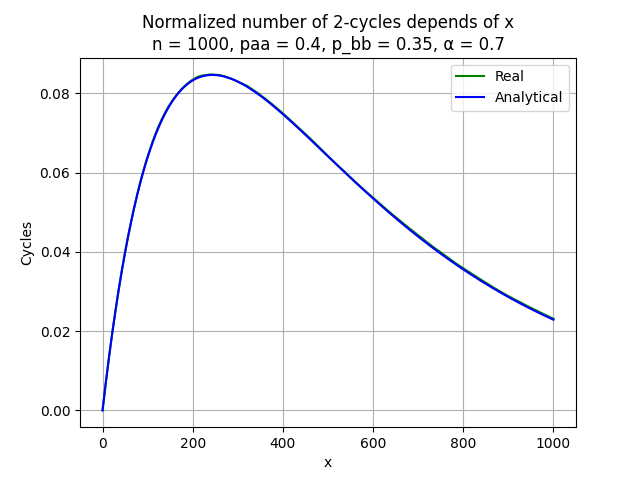 Normalized number of 2-cycles depends of x
n = 1000, paa = 0.4, p_bb = 0.35, α = 0.7
Real
Analytical
Cycles
0.08
0.06
0.04
0.02
0.00
0 200 400 600 800 1000
x